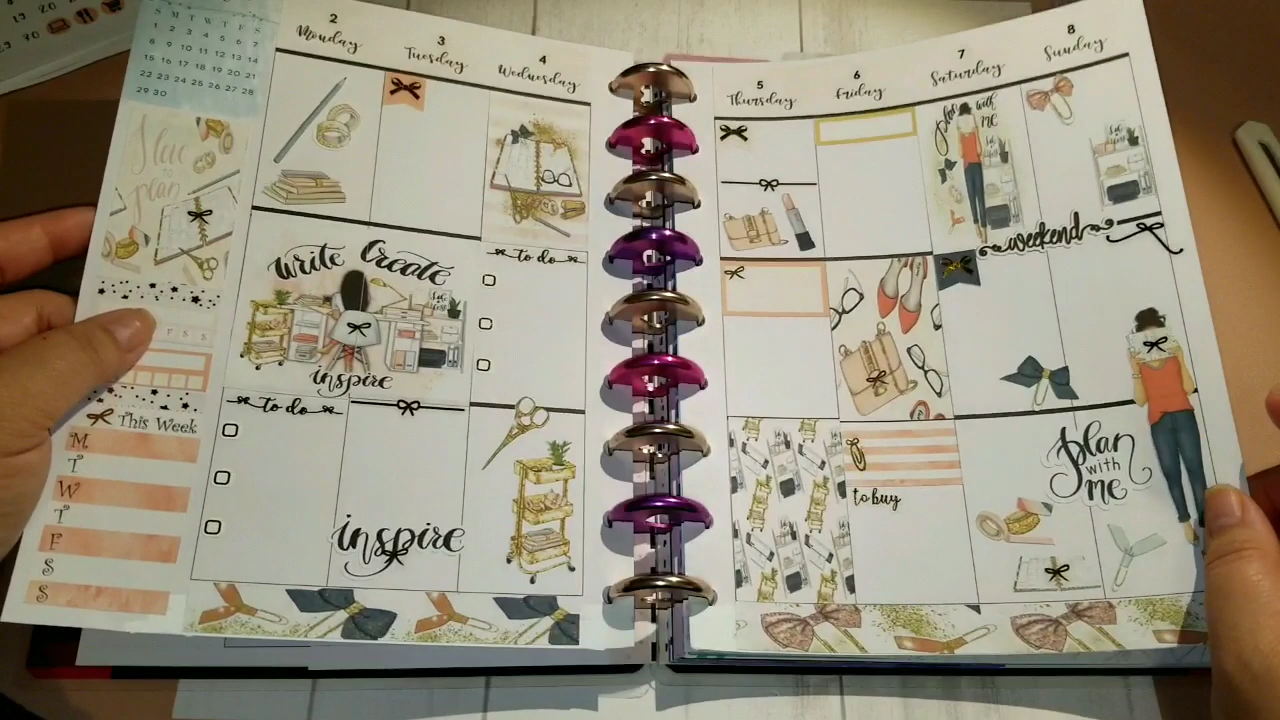 S M T W T F S
1 2 3 4 5 6 7
8 9 10 11 12 13 14
15 16 17 18 19 20 21
22 23 24 25 26 27 28
29 30
I love
to
plan
F S S
This Week
M
T
W
T
F
S
S
2
Monday
3
Tuesday
4
Wednesday
write Create
inspire
to do
to do
inspire
5
Thursday
6
Friday
7
Saturday
8
Sunday
plan with
me
weekend
to buy
plan
with
me